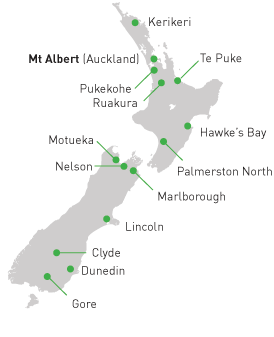 Kerikeri
Mt Albert (Auckland)
Te Puke
Pukekohe
Ruakura
Hawke's Bay
Motueka
Nelson
Palmerston North
Marlborough
Lincoln
Clyde
Dunedin
Gore